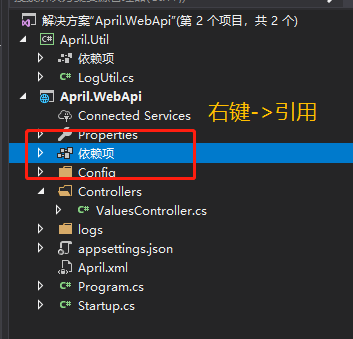 解决方案"April.WebApi"(第 2 个项目，共 2 个)
April.Util
依赖项
LogUtil.cs
April.WebApi
Connected Services
右键->引用
Properties
依赖项
Config
Controllers
ValuesController.cs
logs
appsettings.json
April.xml
Program.cs
Startup.cs